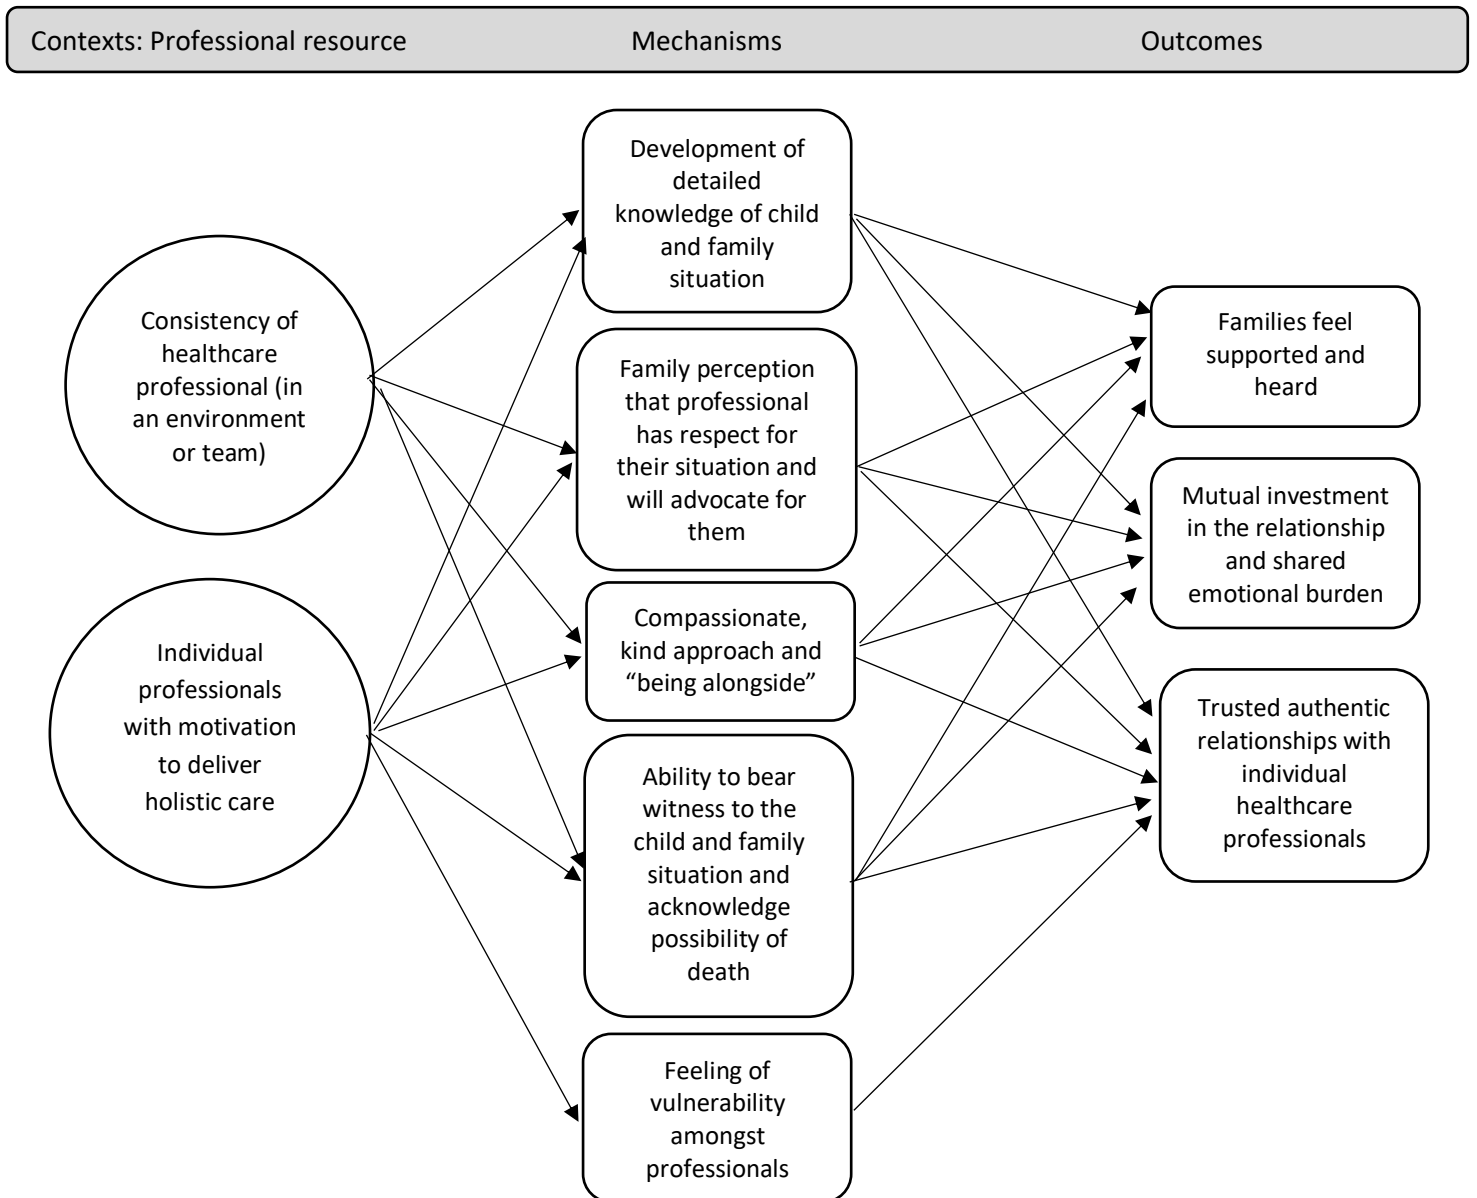 Contexts: Professional resource
Mechanisms
Outcomes
Consistency of
healthcare
professional (in
an environment
or team)
Individual
professionals
with motivation
to deliver
holistic care
Development of
detailed
knowledge of child
and family
situation
Family perception
that professional
has respect for
their situation and
will advocate for
them
Compassionate,
kind approach and
“being alongside”
Ability to bear
witness to the
child and family
situation and
acknowledge
possibility of
death
Feeling of
vulnerability
amongst
professionals
Families feel
supported and
heard
Mutual investment
in the relationship
and shared
emotional burden
Trusted authentic
relationships with
individual
healthcare
professionals